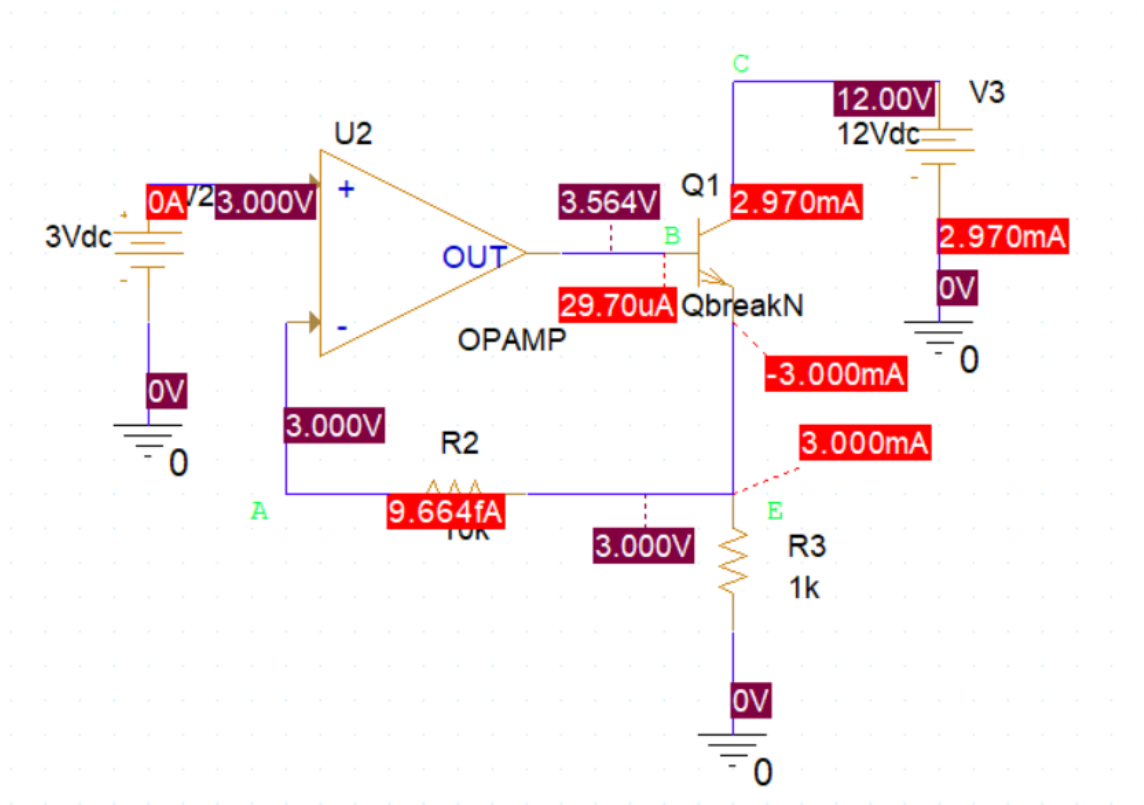 C
12.00V
V3
U2
12Vdc
-
Q1
+
0A
V2
3.000V
+
3.564V
2.970mA
3Vdc
B
2.970mA
OUT
-
29.70uA
QbreakN
0V
-
OPAMP
0
-3.000mA
0V
3.000V
R2
3.000mA
0
A
9.664fA
10k
E
3.000V
R3
1k
0V
0